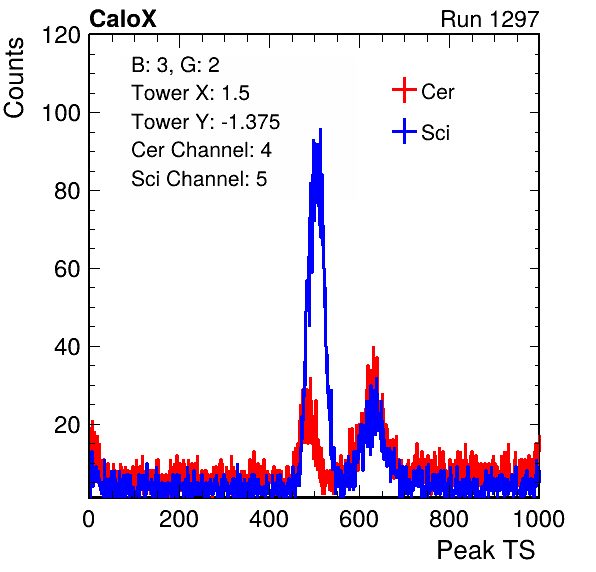 CaloX Run 1297
Counts
120
100
80
60
40
20
B: 3, G: 2
Tower X: 1.5
Tower Y: -1.375
Cer Channel: 4
Sci Channel: 5
Cer
Sci
0 200 400 600 800 1000
Peak TS